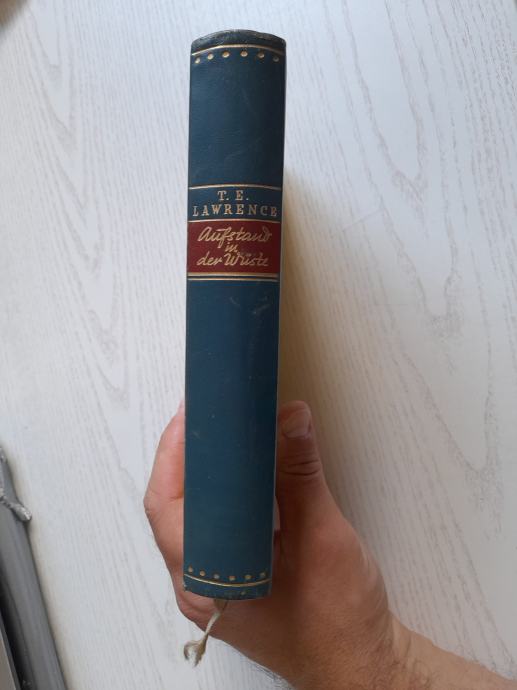 T. E.
LAWRENCE
Aufstand
in
der Wüste